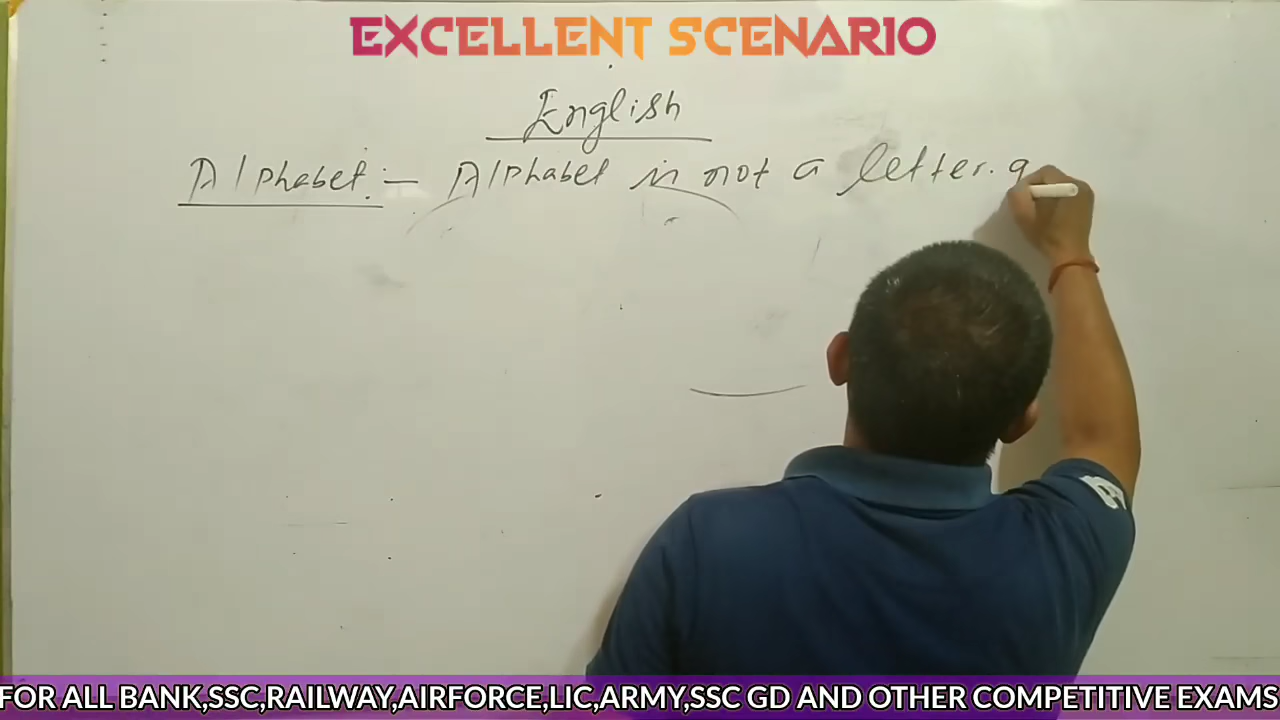 EXCELLENT SCENARIO
English
Alphabet :- Alphabet is not a letter.
FOR ALL BANK,SSC,RAILWAY,AIRFORCE,LIC,ARMY,SSC GD AND OTHER COMPETITIVE EXAMS